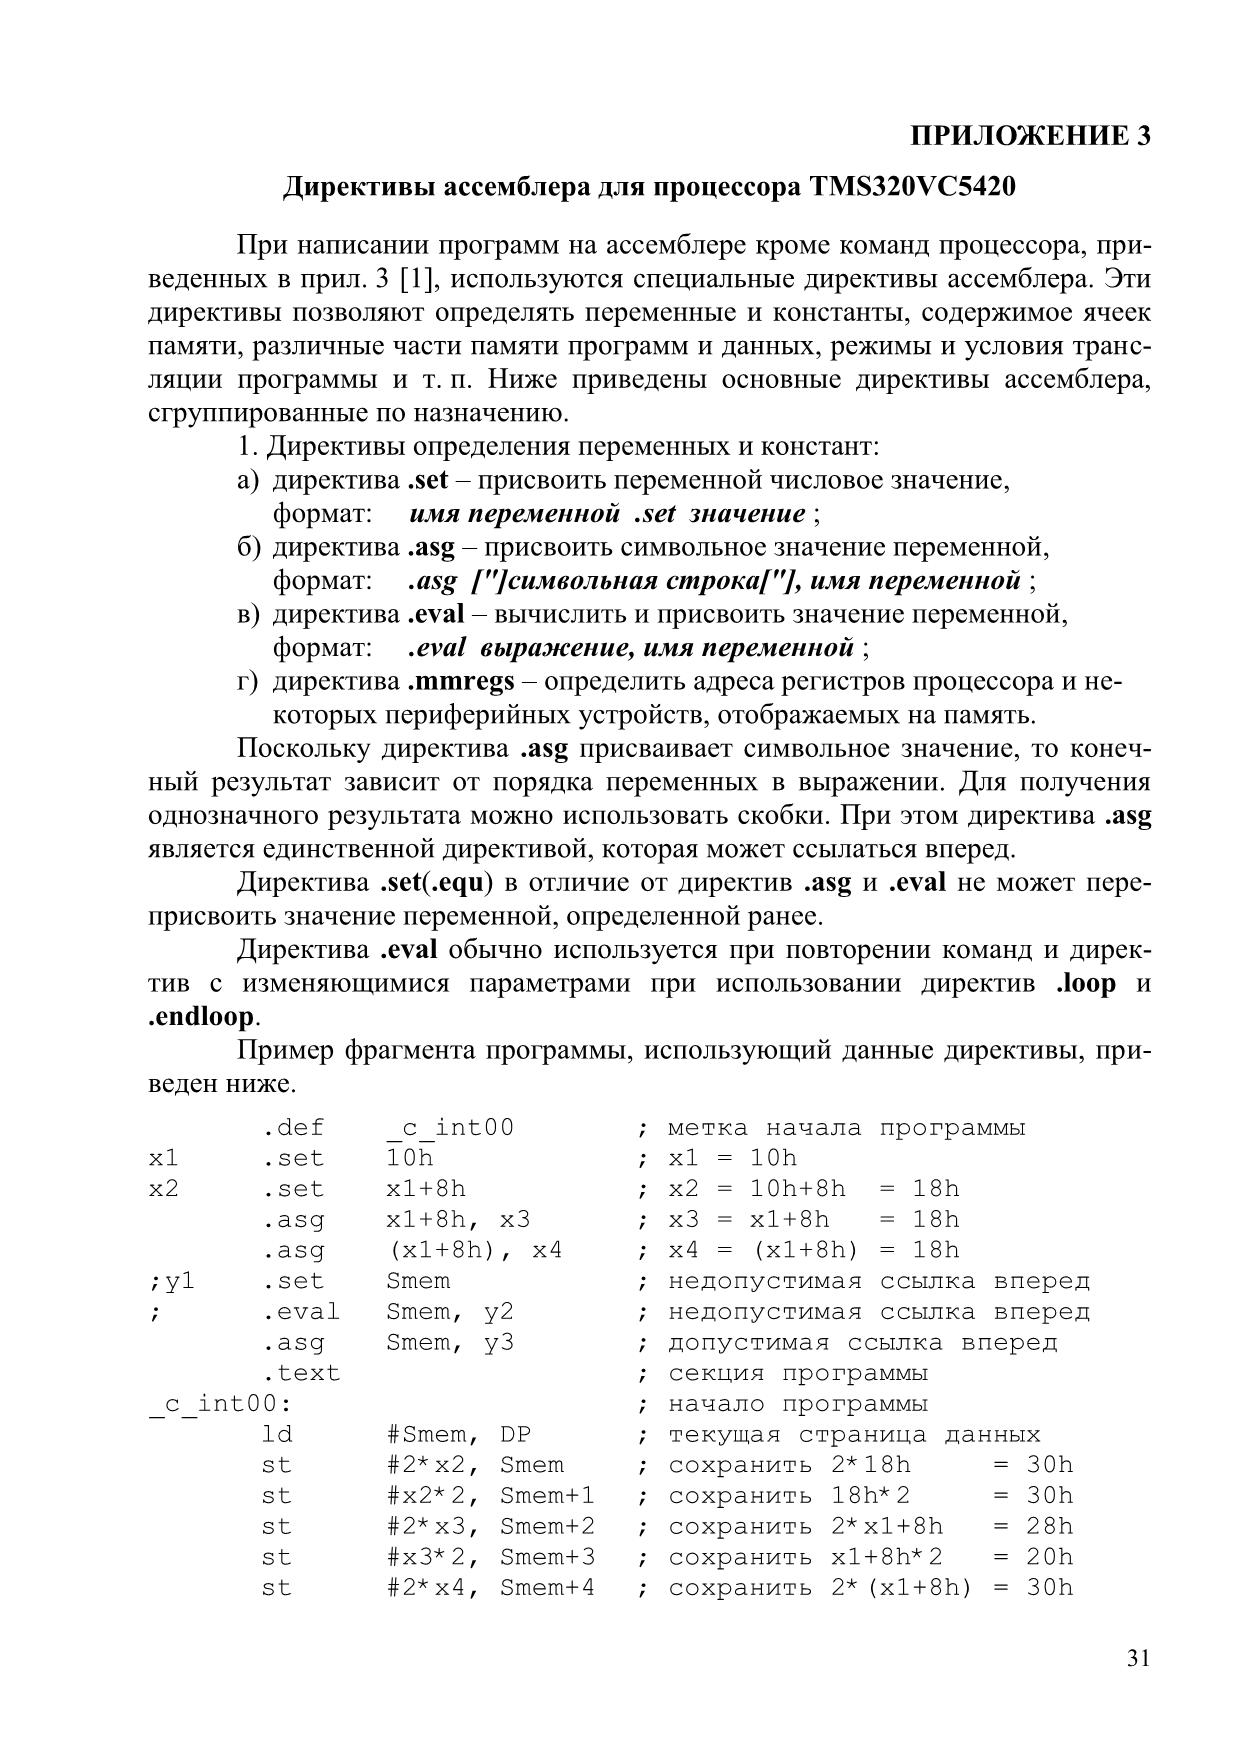 ПРИЛОЖЕНИЕ 3
Директивы ассемблера для процессора TMS320VC5420
При написании программ на ассемблере кроме команд процессора, при-
веденных в прил. 3 [1], используются специальные директивы ассемблера. Эти
директивы позволяют определять переменные и константы, содержимое ячеек
памяти, различные части памяти программ и данных, режимы и условия транс-
ляции программы и т. п. Ниже приведены основные директивы ассемблера,
сгруппированные по назначению.
1. Директивы определения переменных и констант:
а) директива .set – присвоить переменной числовое значение,
формат: имя переменной .set значение ;
б) директива .asg – присвоить символьное значение переменной,
формат: .asg ["]символьная строка["], имя переменной ;
в) директива .eval – вычислить и присвоить значение переменной,
формат: .eval выражение, имя переменной ;
г) директива .mmregs – определить адреса регистров процессора и не-
которых периферийных устройств, отображаемых на память.
Поскольку директива .asg присваивает символьное значение, то конеч-
ный результат зависит от порядка переменных в выражении. Для получения
однозначного результата можно использовать скобки. При этом директива .asg
является единственной директивой, которая может ссылаться вперед.
Директива .set(.equ) в отличие от директив .asg и .eval не может пере-
присвоить значение переменной, определенной ранее.
Директива .eval обычно используется при повторении команд и дирек-
тив с изменяющимися параметрами при использовании директив .loop и
.endloop.
Пример фрагмента программы, использующий данные директивы, при-
веден ниже.
.def _c_int00 ; метка начала программы
x1 .set 10h ; x1 = 10h
x2 .set x1+8h ; x2 = 10h+8h = 18h
.asg x1+8h, x3 ; x3 = x1+8h = 18h
.asg (x1+8h), x4 ; x4 = (x1+8h) = 18h
;y1 .set Smem ; недопустимая ссылка вперед
; .eval Smem, y2 ; недопустимая ссылка вперед
.asg Smem, y3 ; допустимая ссылка вперед
.text ; секция программы
_c_int00: ; начало программы
ld #Smem, DP ; текущая страница данных
st #2*x2, Smem ; сохранить 2*18h = 30h
st #x2*2, Smem+1 ; сохранить 18h*2 = 30h
st #2*x3, Smem+2 ; сохранить 2*x1+8h = 28h
st #x3*2, Smem+3 ; сохранить x1+8h*2 = 20h
st #2*x4, Smem+4 ; сохранить 2*(x1+8h) = 30h
31